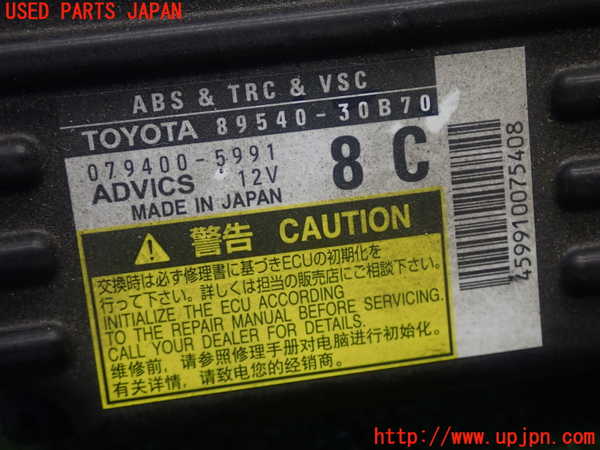 USED PARTS JAPAN
ABS & TRC & VSC
TOYOTA 89540-30B70
079400-5991
ADVICS 12V
8C
MADE IN JAPAN
459910075408
警告 CAUTION
交換時は必ず修理書に基づきECUの初期化を
行って下さい。詳しくは担当の販売店にご相談下さい。
INITIALIZE THE ECU ACCORDING
TO THE REPAIR MANUAL BEFORE SERVICING.
CALL YOUR DEALER FOR DETAILS.
维修前，请参照修理手册对电脑进行初始化。
有关详情，请致电您的经销商。
http://www.upjpn.com